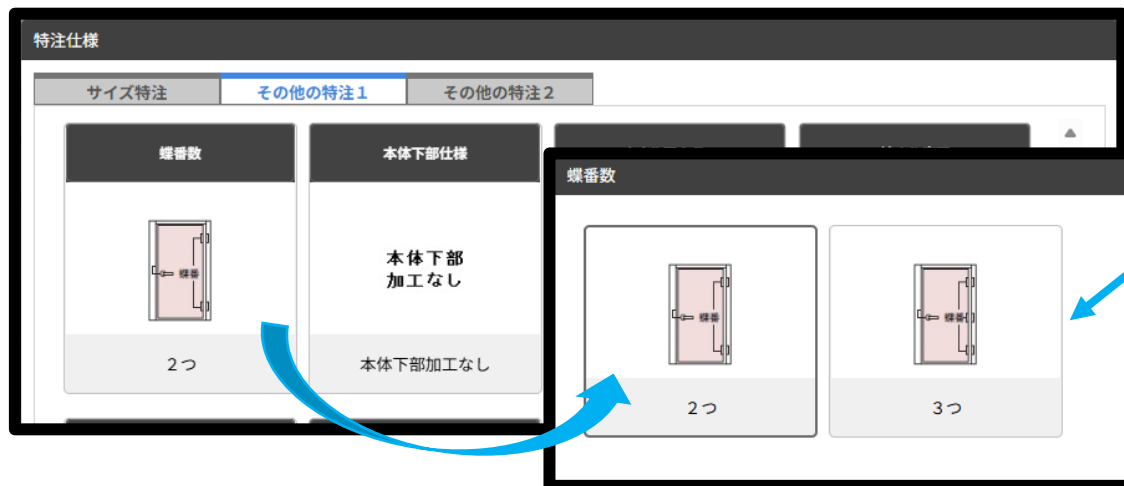 特注仕様
サイズ特注
その他の特注1
その他の特注2
蝶番数
本体下部仕様
蝶番
本体下部
加工なし
2つ
本体下部加工なし
蝶番数
蝶番
蝶番
2つ
3つ